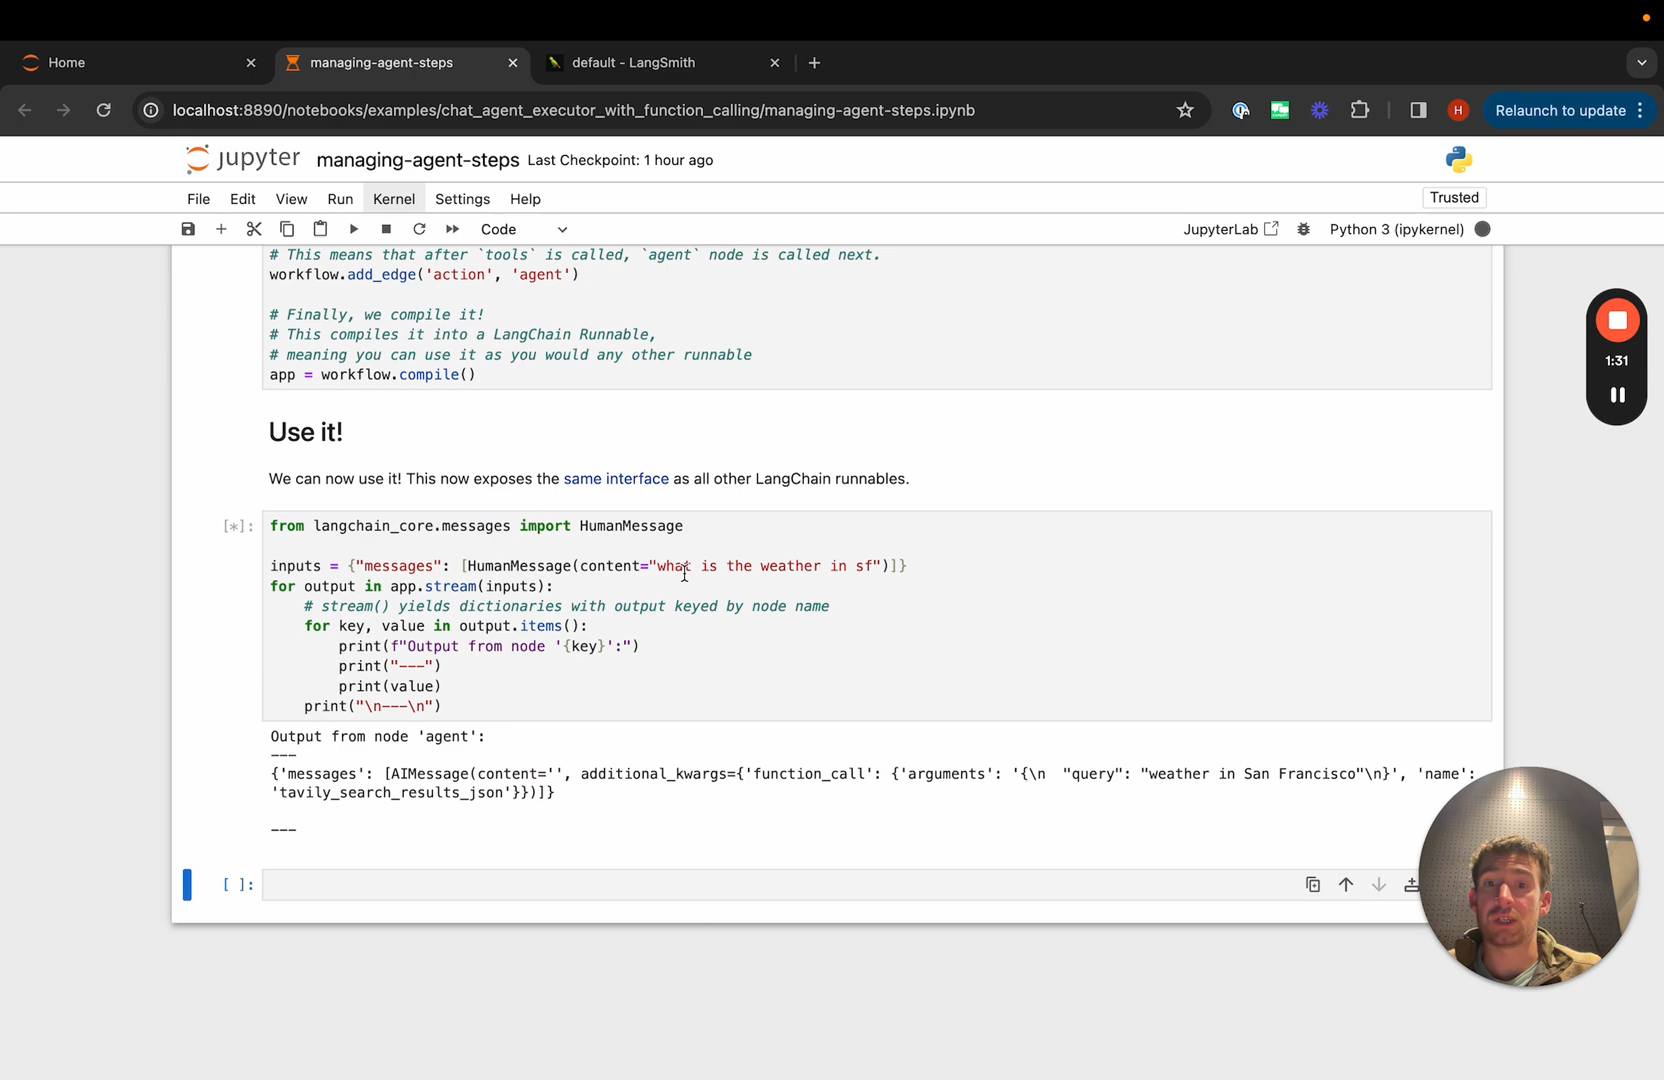 Home
managing-agent-steps
default - LangSmith
localhost:8890/notebooks/examples/chat_agent_executor_with_function_calling/managing-agent-steps.ipynb
H
Relaunch to update
jupyter managing-agent-steps Last Checkpoint: 1 hour ago
File Edit View Run Kernel Settings Help
Trusted
Code
JupyterLab
Python 3 (ipykernel)
# This means that after `tools` is called, `agent` node is called next.
workflow.add_edge('action', 'agent')
# Finally, we compile it!
# This compiles it into a LangChain Runnable,
# meaning you can use it as you would any other runnable
app = workflow.compile()
1:31
Use it!
We can now use it! This now exposes the same interface as all other LangChain runnables.
[*]:
from langchain_core.messages import HumanMessage
inputs = {"messages": [HumanMessage(content="what is the weather in sf")]}
for output in app.stream(inputs):
# stream() yields dictionaries with output keyed by node name
for key, value in output.items():
print(f"Output from node '{key}':")
print("---")
print(value)
print("\n---\n")
Output from node 'agent':
---
{'messages': [AIMessage(content='', additional_kwargs={'function_call': {'arguments': '{\n  "query": "weather in San Francisco"\n}', 'name':
'tavily_search_results_json'}})]}
---
[ ]: